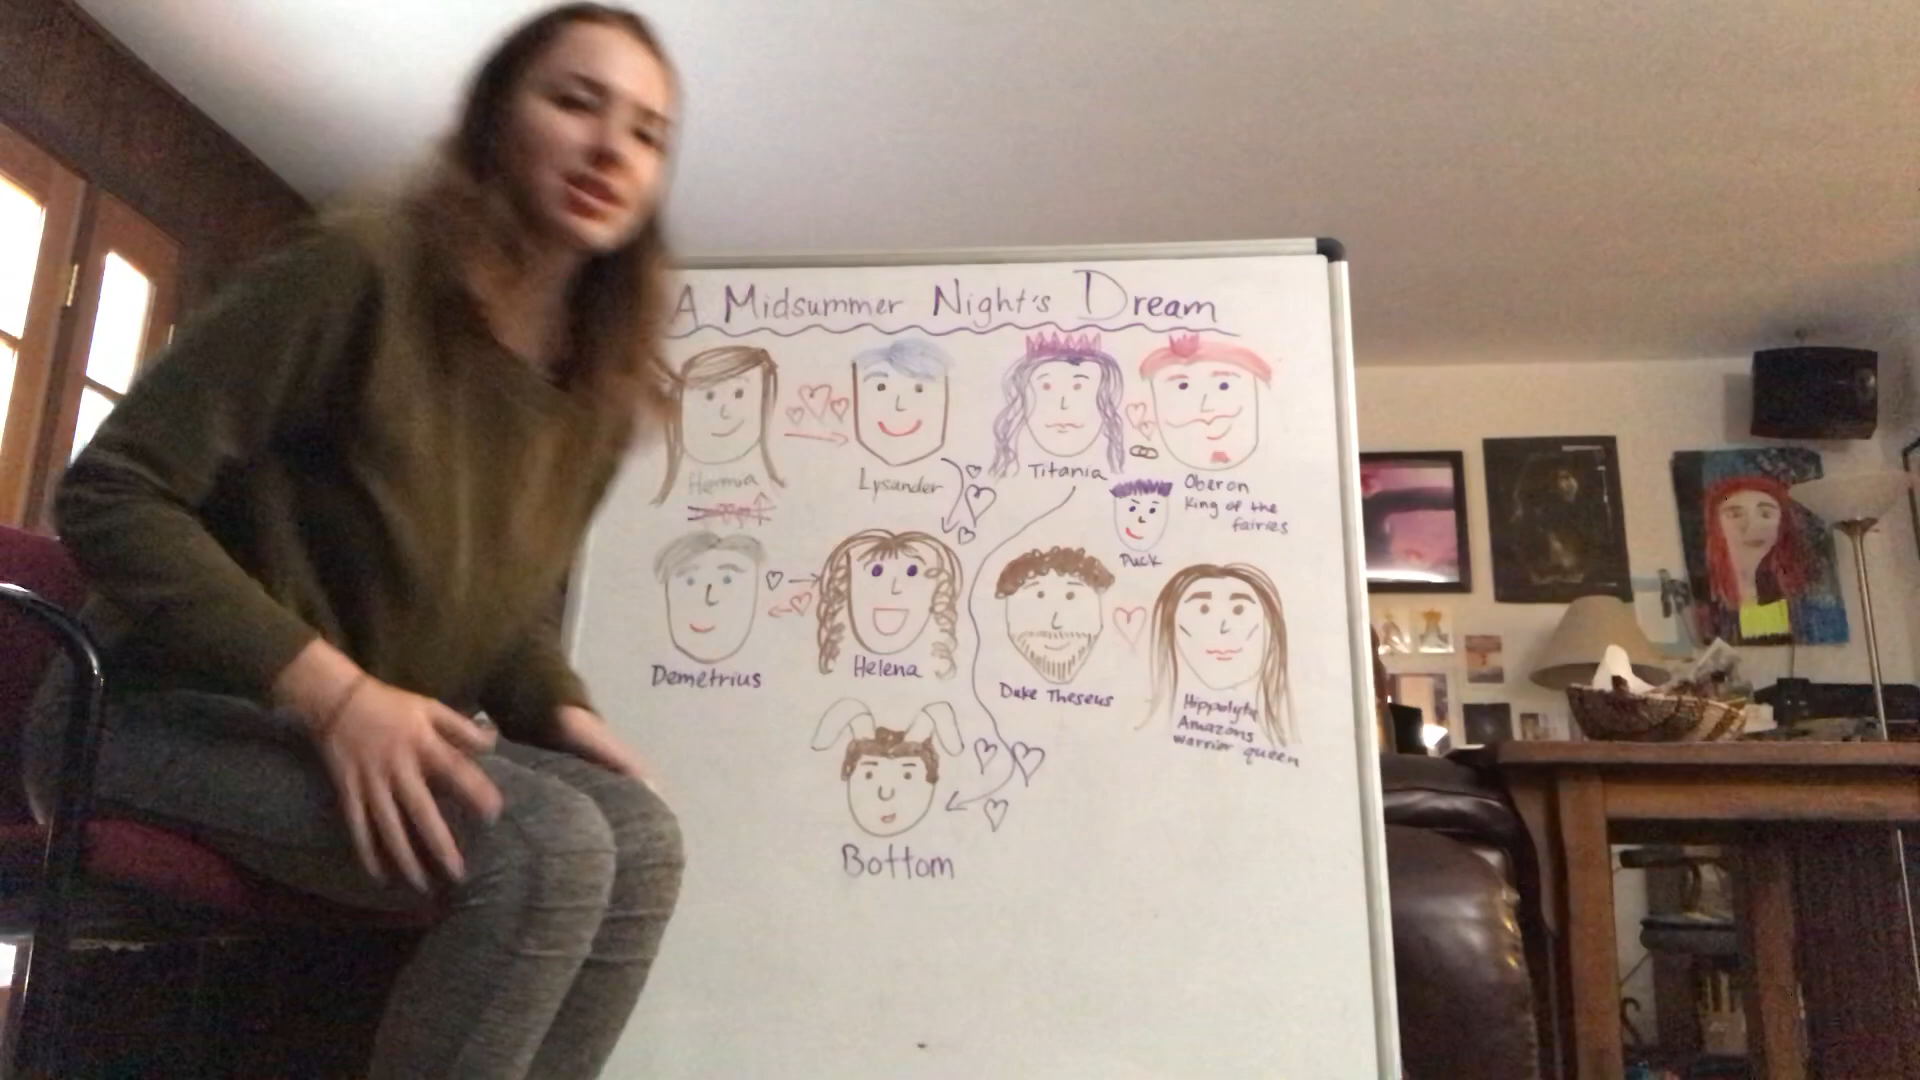 A Midsummer Night's Dream
Hermia
Lysander
Titania
Oberon
King of the
fairies
Puck
Demetrius
Helena
Duke Theseus
Hippolyta
Amazons
warrior queen
Bottom